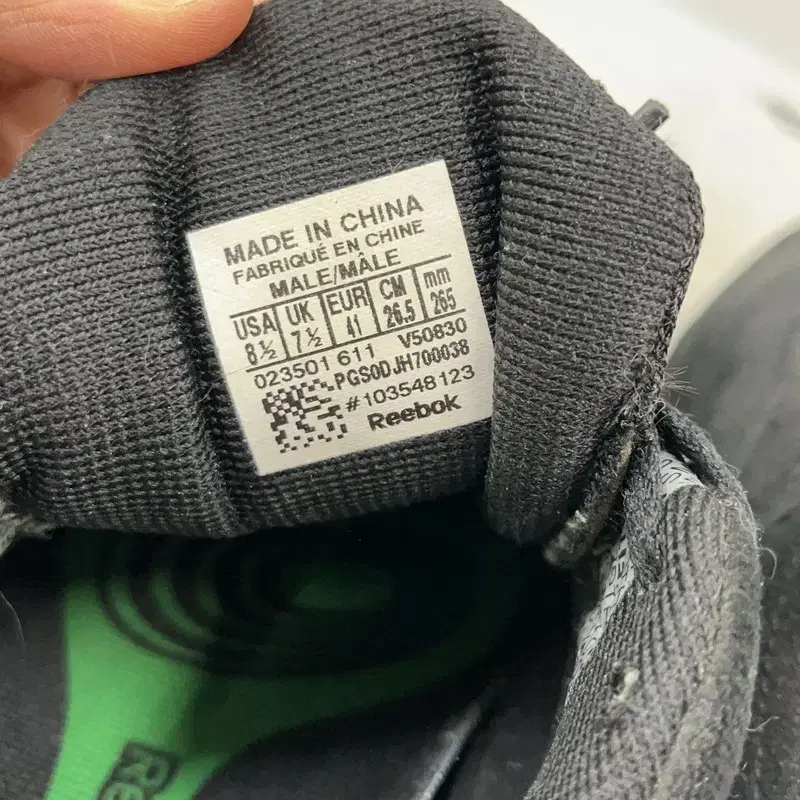 MADE IN CHINA
FABRIQUÉ EN CHINE
MALE/MÂLE
USA UK EUR CM mm
8½ 7½ 41 26.5 265
023501 611 V50830
PGS0DJH700038
#103548123
Reebok
Re